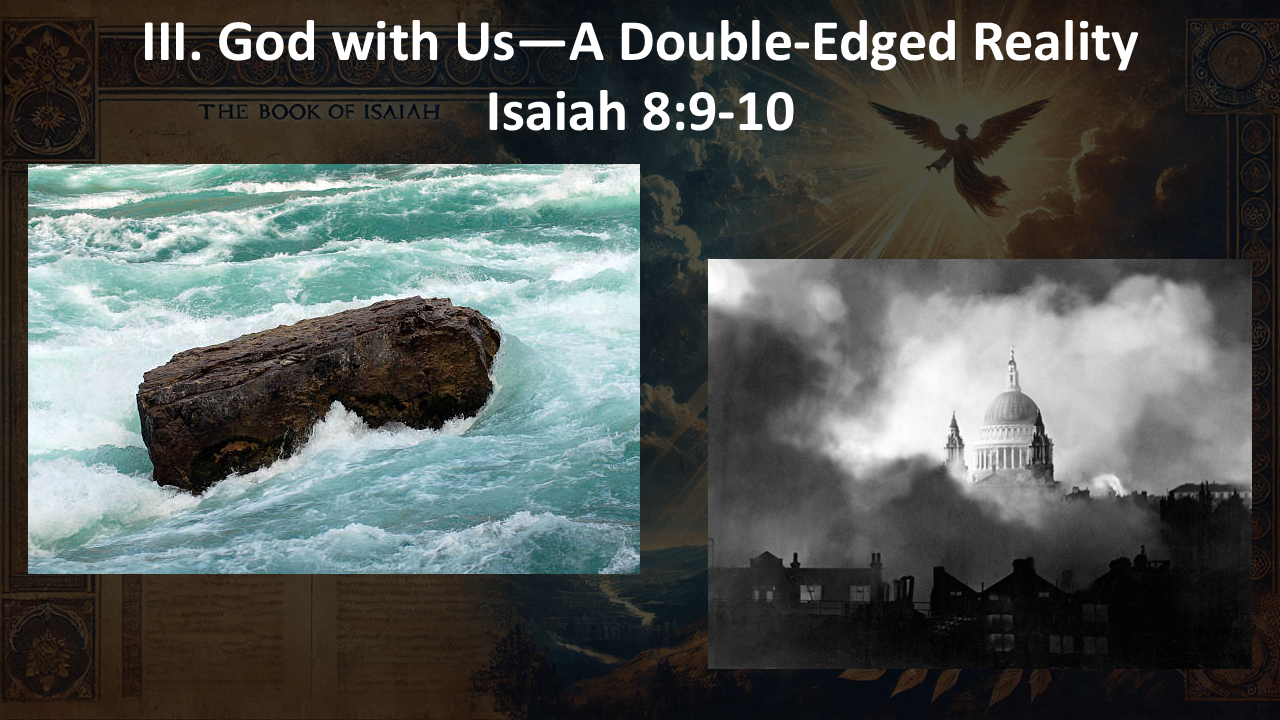 III. God with Us—A Double-Edged Reality
Isaiah 8:9-10
THE BOOK OF ISAIAH